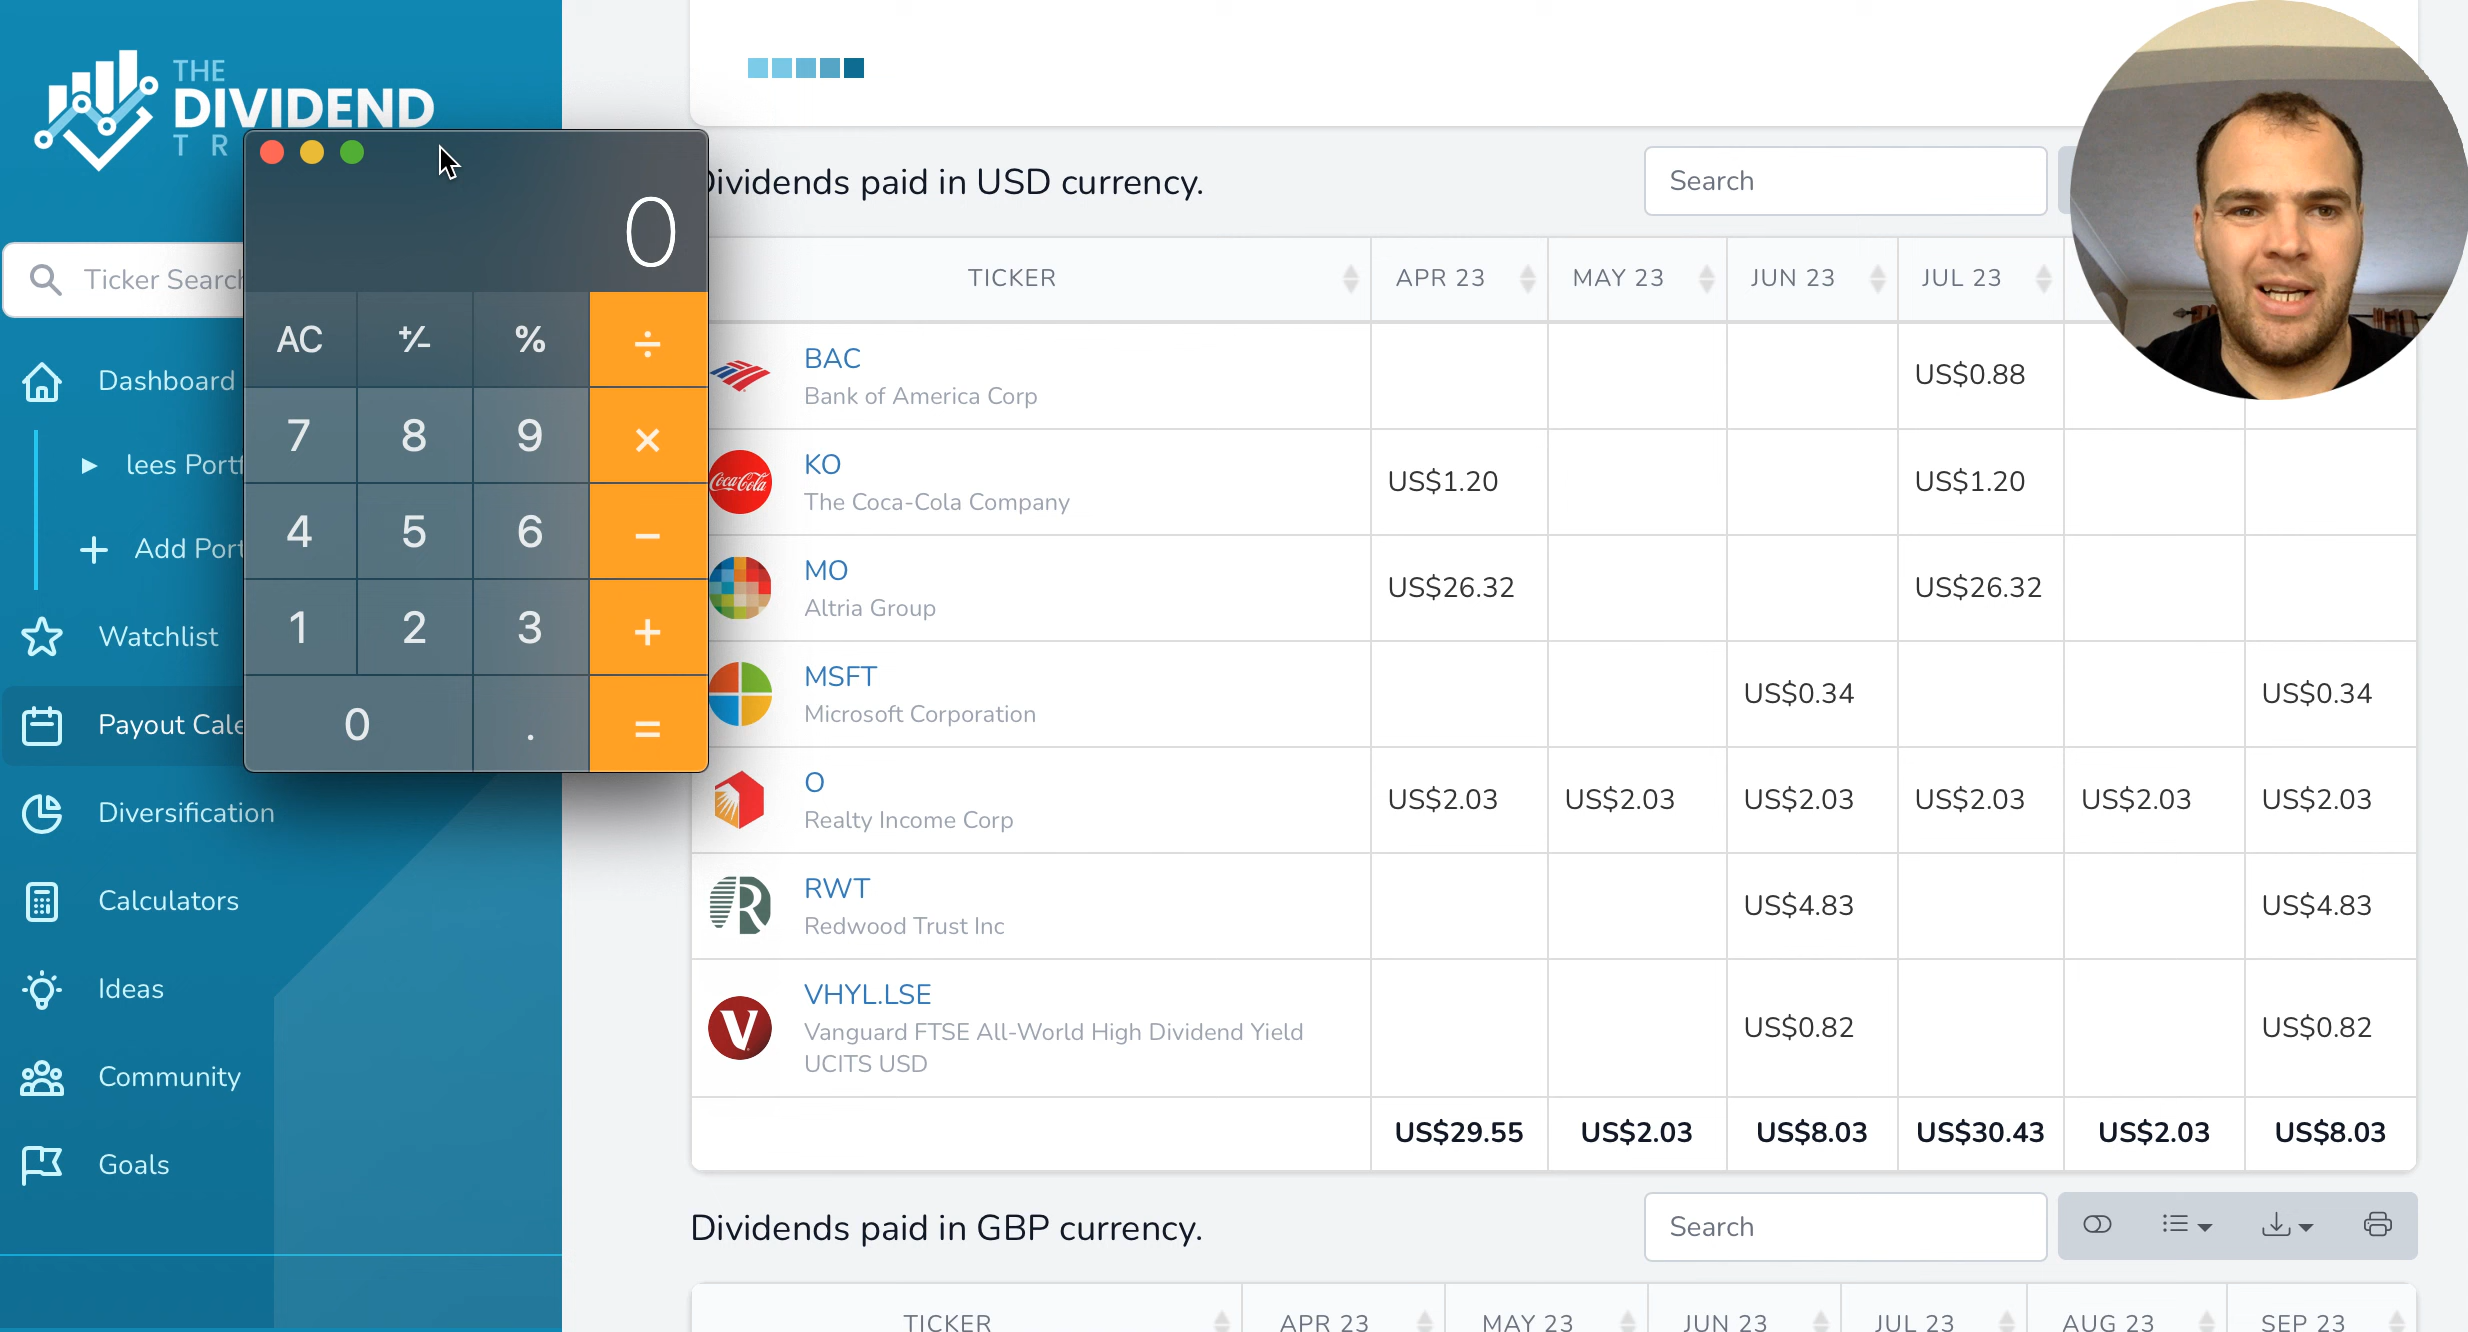 THE
DIVIDEND
T R
Ticker Search
Dashboard
lees Portf
Add Port
Watchlist
Payout Cale
Diversification
Calculators
Ideas
Community
Goals
0
AC +/- % ÷
7 8 9 ×
4 5 6 −
1 2 3 +
0 . =
Dividends paid in USD currency.
Search
TICKER APR 23 MAY 23 JUN 23 JUL 23
BAC
Bank of America Corp
US$0.88
Coca-Cola
KO
The Coca-Cola Company
US$1.20 US$1.20
MO
Altria Group
US$26.32 US$26.32
MSFT
Microsoft Corporation
US$0.34 US$0.34
O
Realty Income Corp
US$2.03 US$2.03 US$2.03 US$2.03 US$2.03 US$2.03
R
RWT
Redwood Trust Inc
US$4.83 US$4.83
V
VHYL.LSE
Vanguard FTSE All-World High Dividend Yield
UCITS USD
US$0.82 US$0.82
US$29.55 US$2.03 US$8.03 US$30.43 US$2.03 US$8.03
Dividends paid in GBP currency.
Search
TICKER APR 23 MAY 23 JUN 23 JUL 23 AUG 23 SEP 23